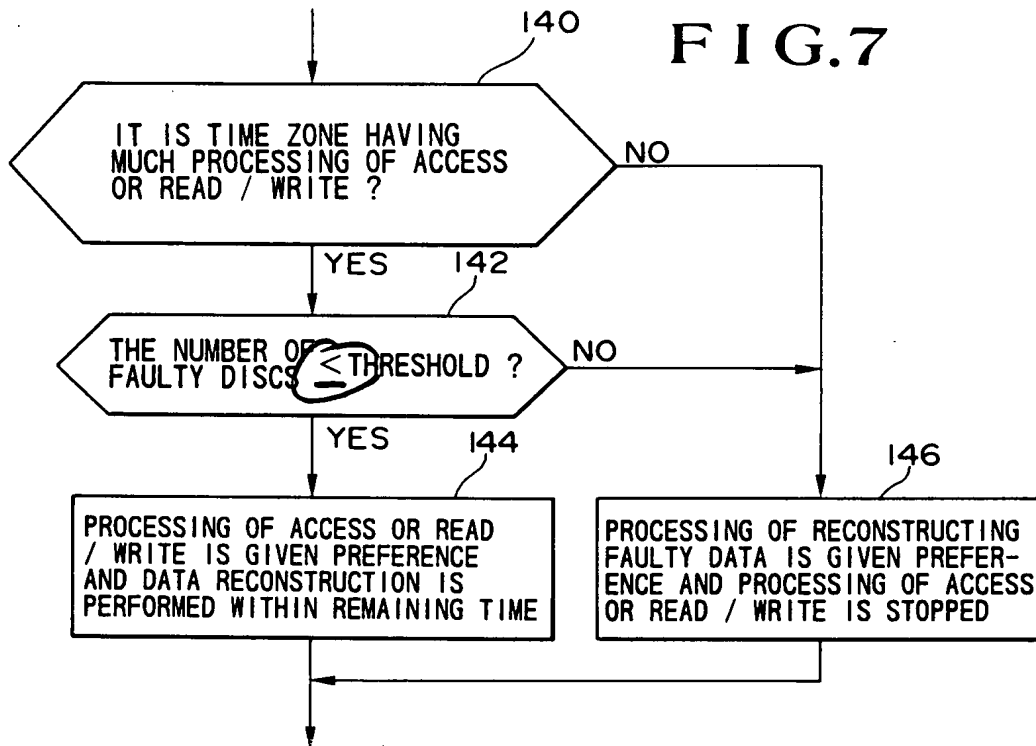 140
FIG.7
IT IS TIME ZONE HAVING
MUCH PROCESSING OF ACCESS
OR READ / WRITE ?
NO
YES
142
THE NUMBER OF
FAULTY DISCS < THRESHOLD ?
NO
YES
144
146
PROCESSING OF ACCESS OR READ
/ WRITE IS GIVEN PREFERENCE
AND DATA RECONSTRUCTION IS
PERFORMED WITHIN REMAINING TIME
PROCESSING OF RECONSTRUCTING
FAULTY DATA IS GIVEN PREFER-
ENCE AND PROCESSING OF ACCESS
OR READ / WRITE IS STOPPED